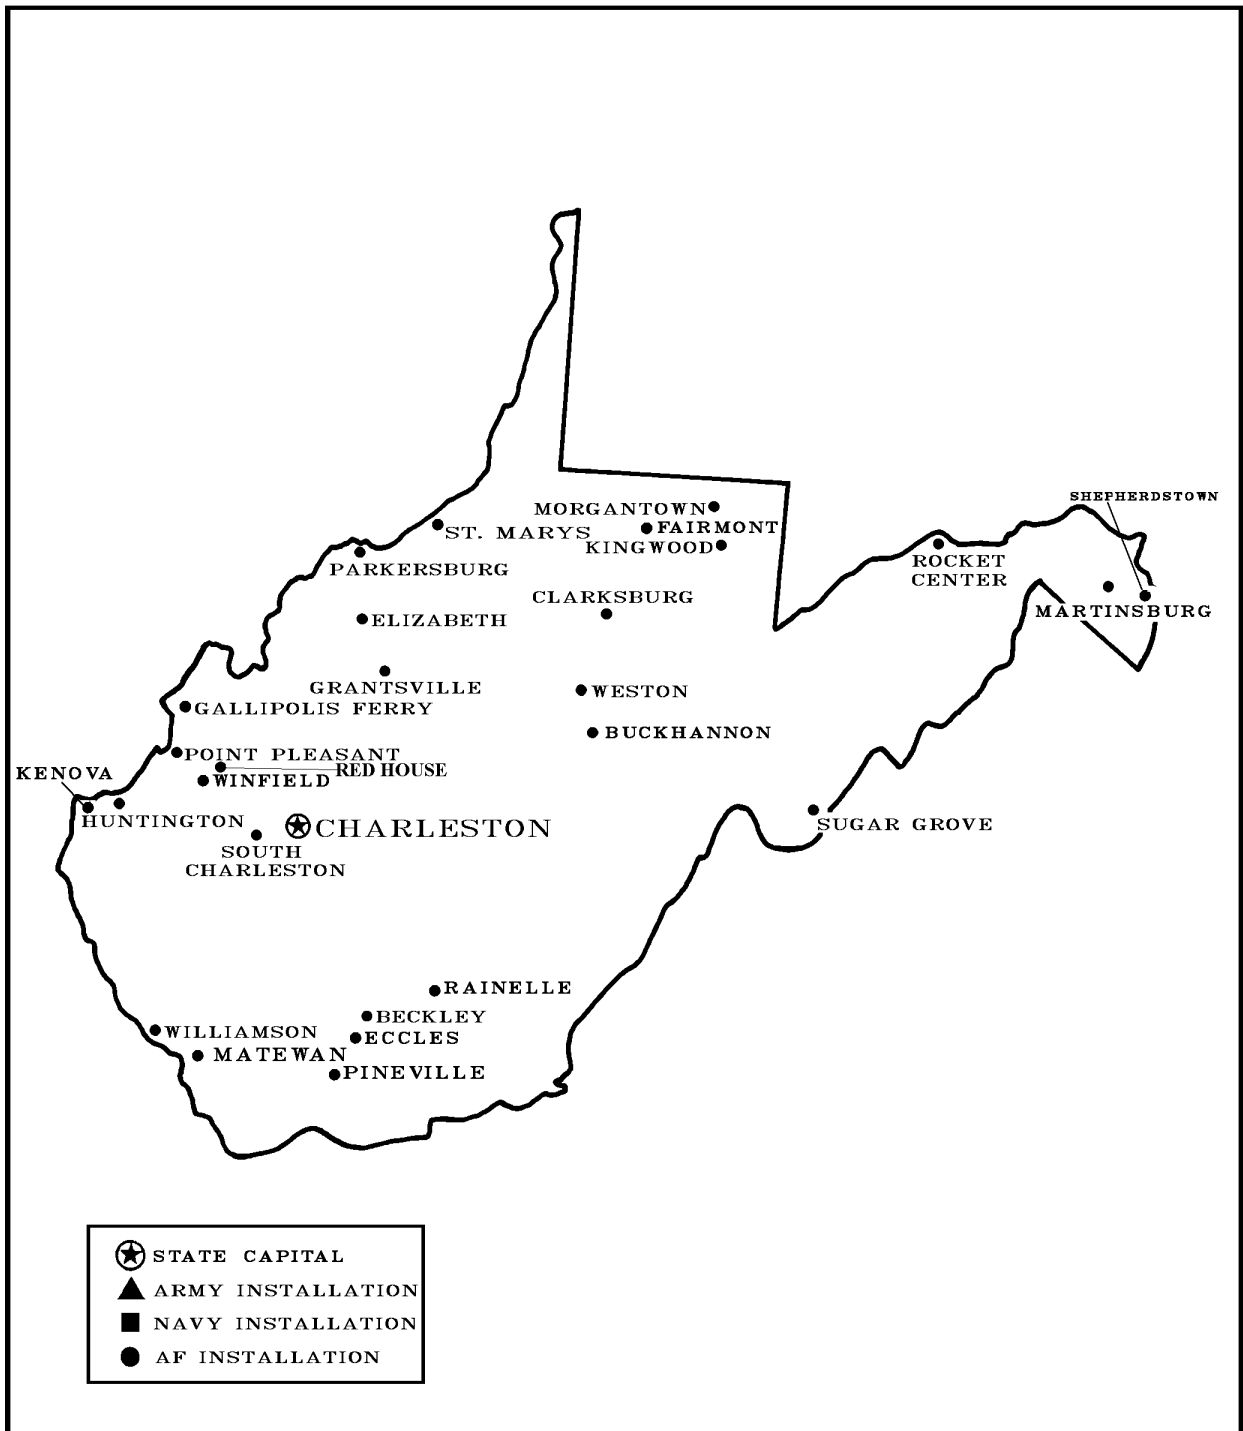 SHEPHERDSTOWN
MORGANTOWN
FAIRMONT
ST. MARYS
KINGWOOD
ROCKET
CENTER
PARKERSBURG
CLARKSBURG
MARTINSBURG
ELIZABETH
GRANTSVILLE
WESTON
GALLIPOLIS FERRY
BUCKHANNON
POINT PLEASANT
RED HOUSE
KENOVA
WINFIELD
HUNTINGTON
CHARLESTON
SUGAR GROVE
SOUTH
CHARLESTON
RAINELLE
BECKLEY
WILLIAMSON
ECCLES
MATEWAN
PINEVILLE
STATE CAPITAL
ARMY INSTALLATION
NAVY INSTALLATION
AF INSTALLATION